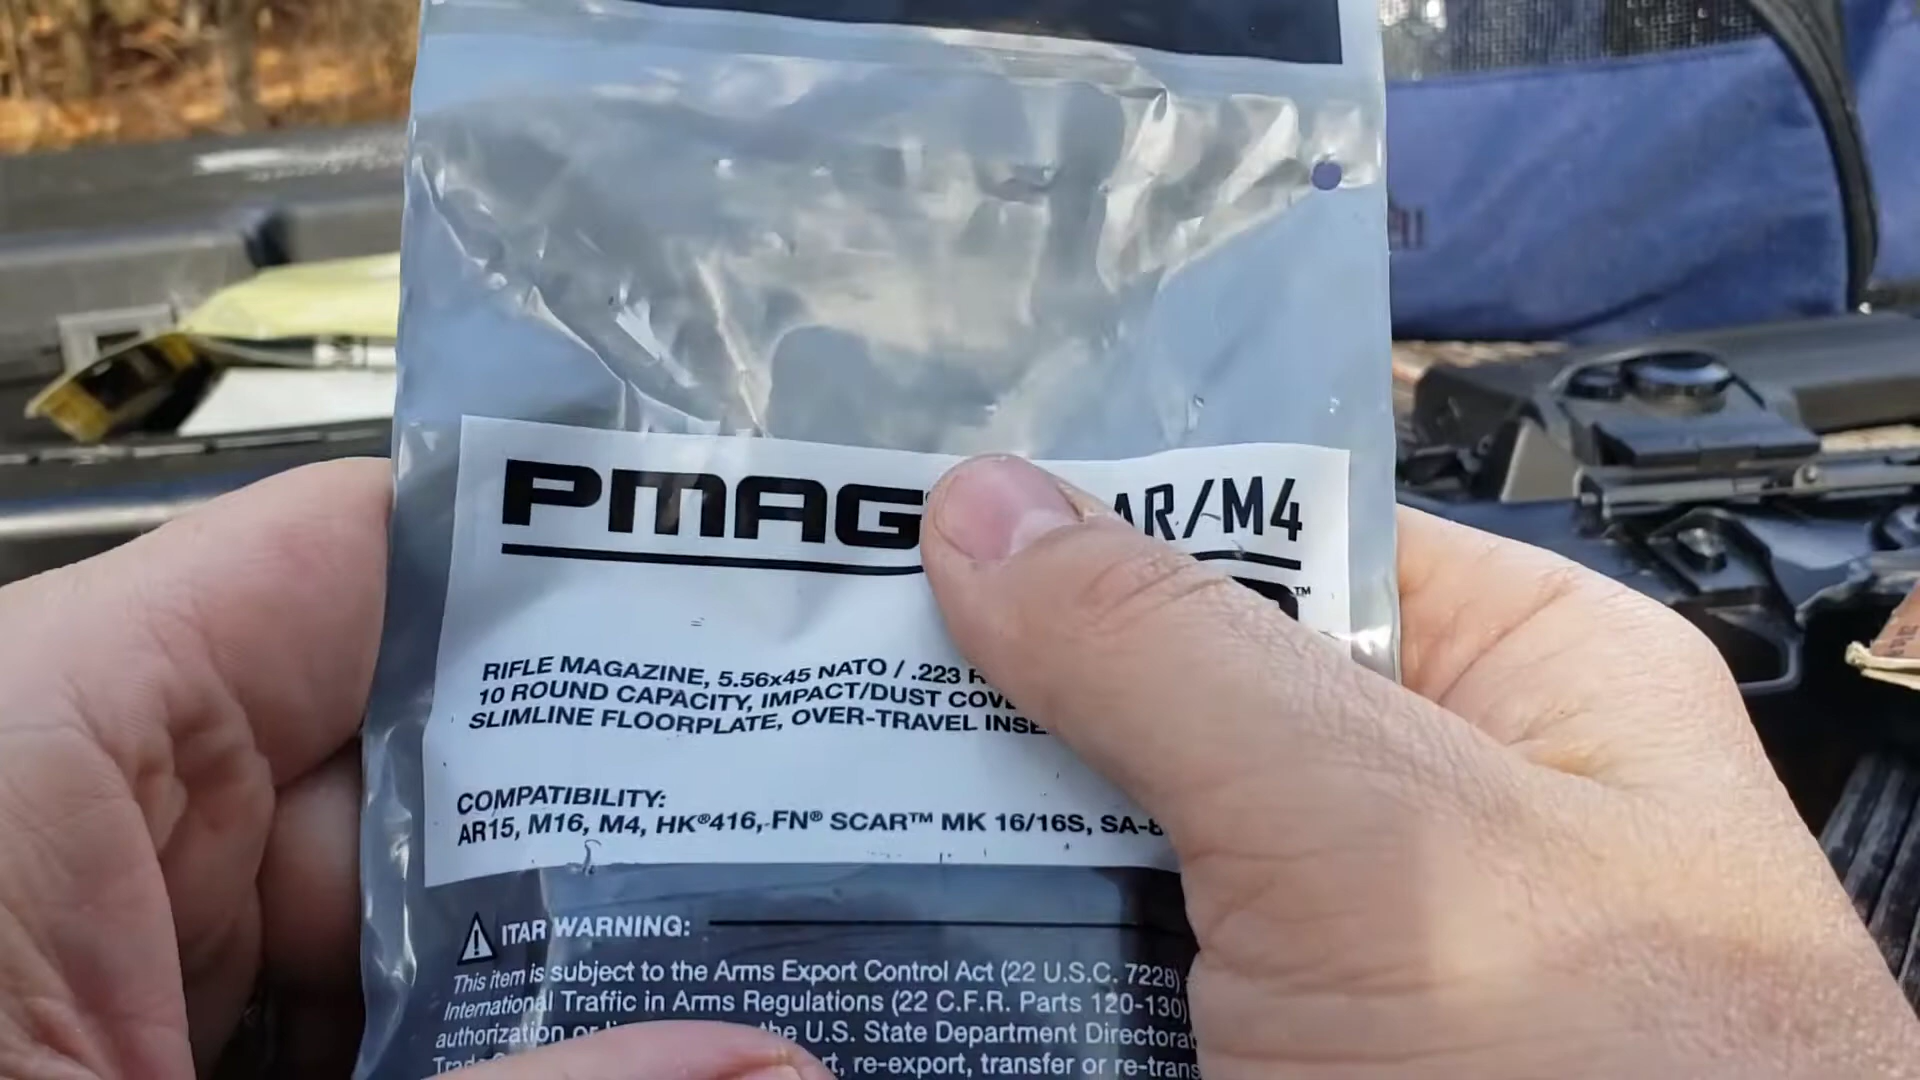 PMAG AR/M4
™
RIFLE MAGAZINE, 5.56x45 NATO / .223
10 ROUND CAPACITY, IMPACT/DUST
SLIMLINE FLOORPLATE, OVER-TRAVEL
COMPATIBILITY:
AR15, M16, M4, HK®416, FN® SCAR™ MK 16/16S,
ITAR WARNING:
This item is subject to the Arms Export Control Act (22 U.S.C. 7228)
International Traffic in Arms Regulations (22 C.F.R. Parts 120-130)
authorization or the U.S. State Department
re-export, transfer or